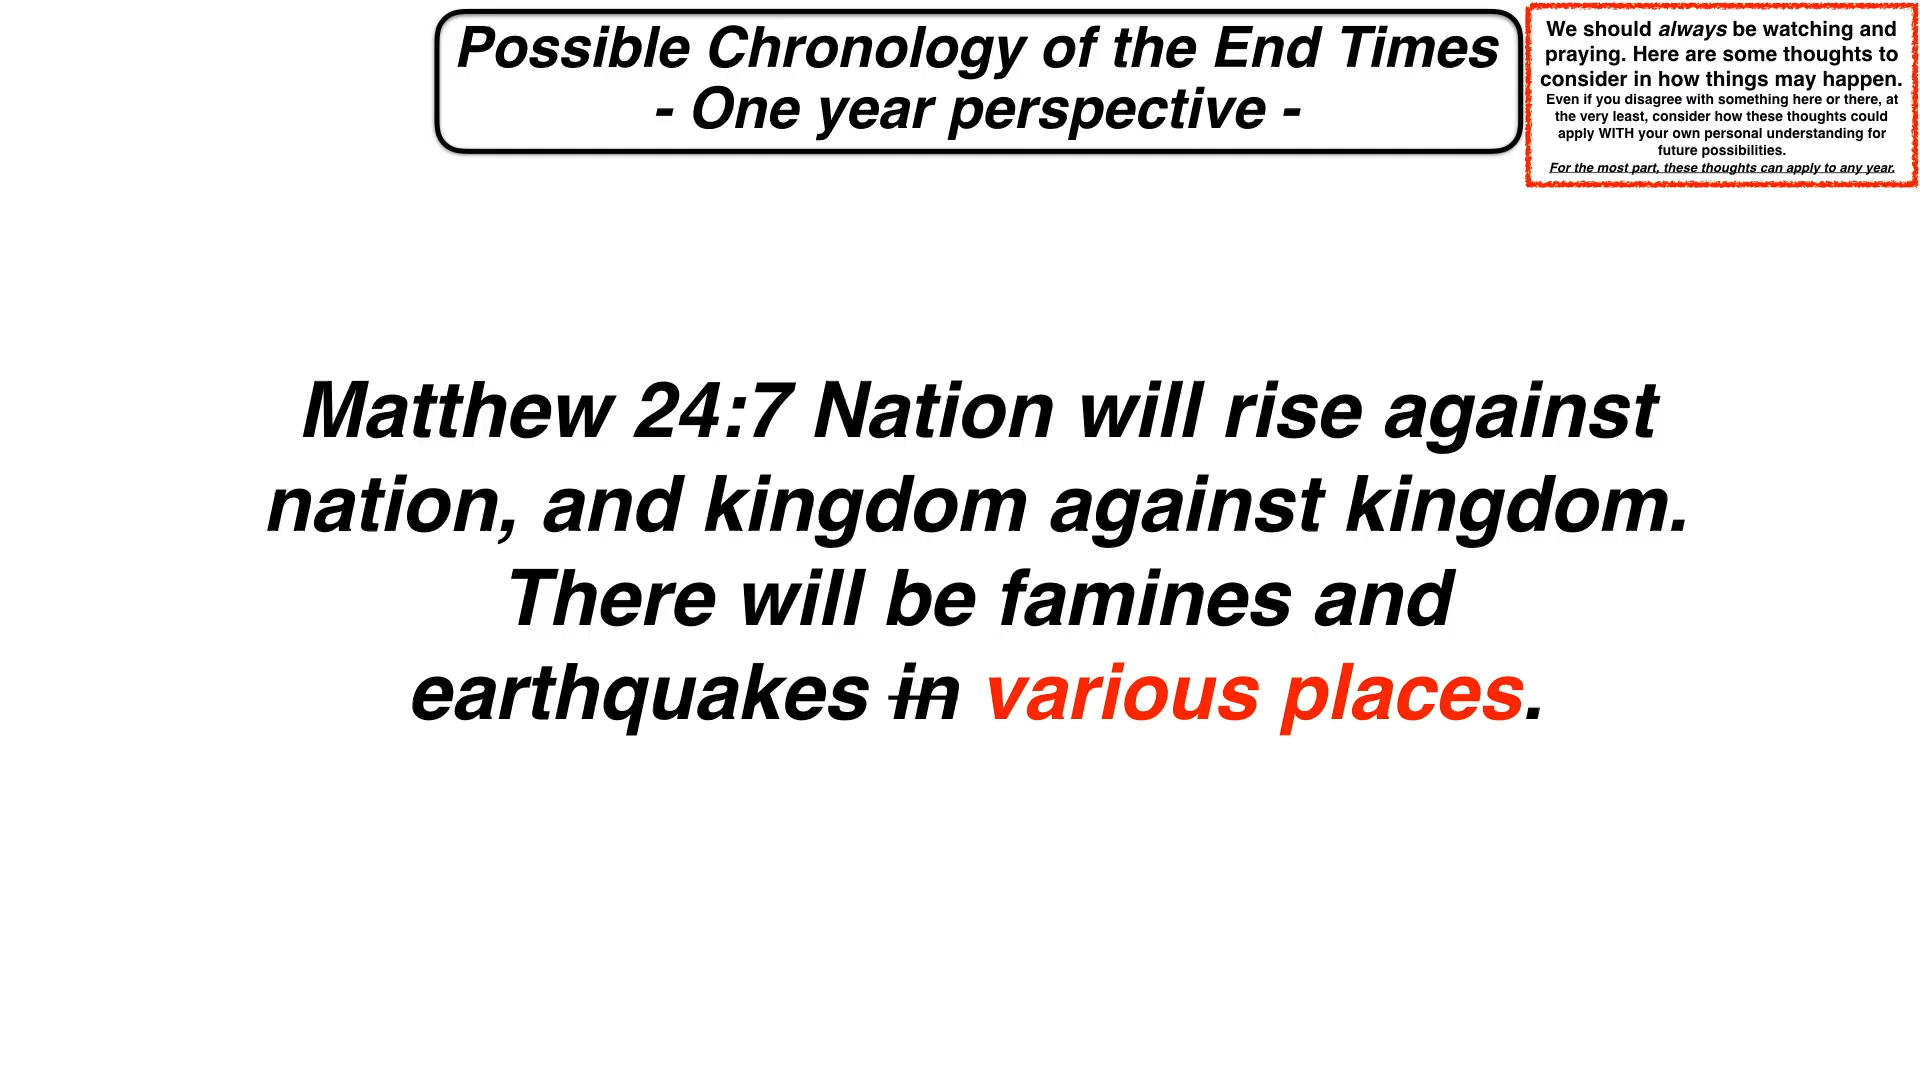 Possible Chronology of the End Times
- One year perspective -
We should always be watching and
praying. Here are some thoughts to
consider in how things may happen.
Even if you disagree with something here or there, at
the very least, consider how these thoughts could
apply WITH your own personal understanding for
future possibilities.
For the most part, these thoughts can apply to any year.
Matthew 24:7 Nation will rise against
nation, and kingdom against kingdom.
There will be famines and
earthquakes in various places.